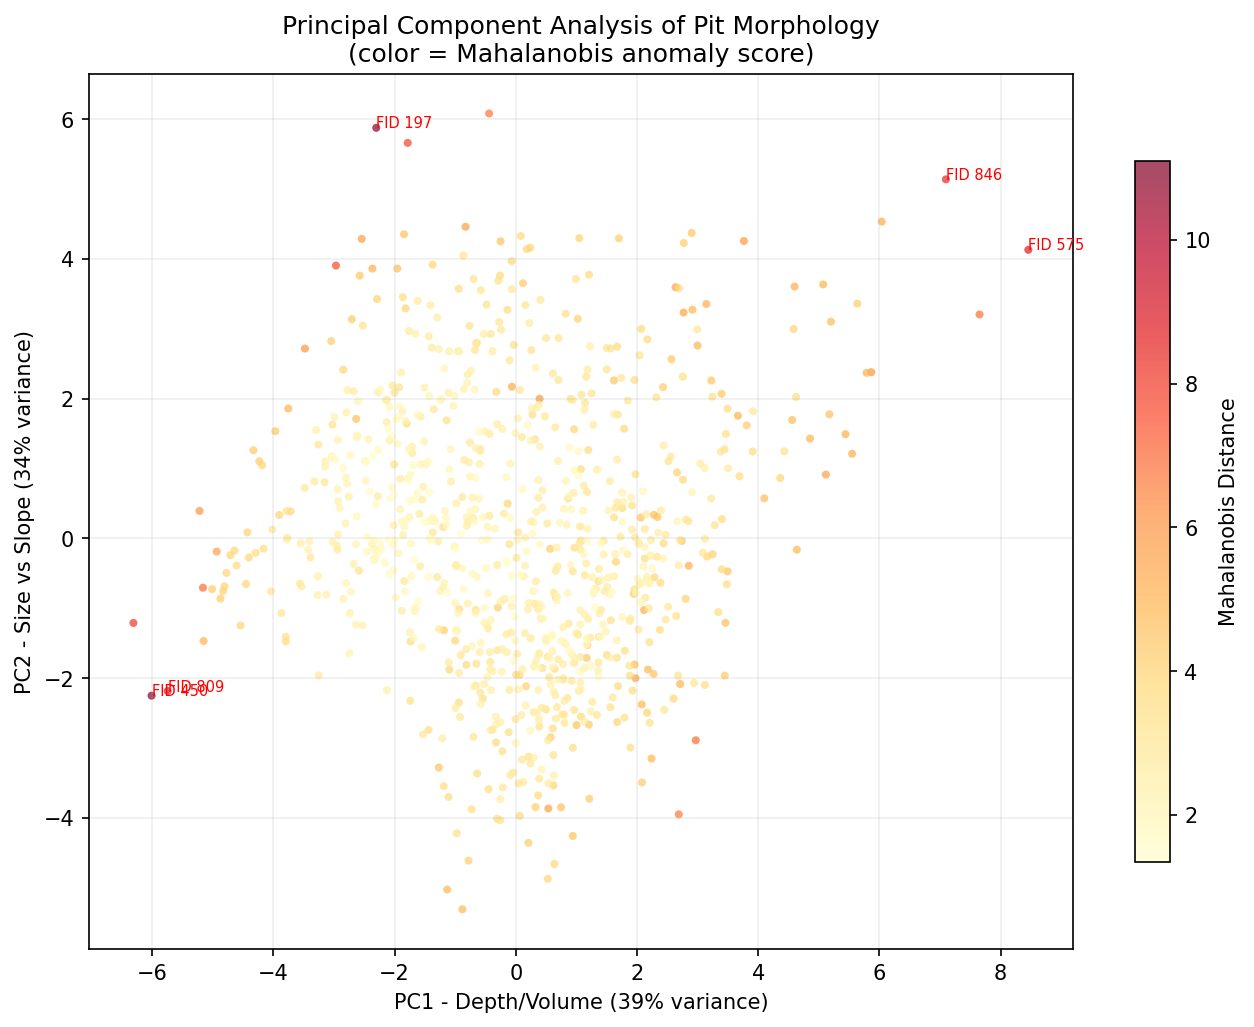 Principal Component Analysis of Pit Morphology
(color = Mahalanobis anomaly score)
6
4
2
0
−2
−4
PC2 - Size vs Slope (34% variance)
FID 197
FID 846
FID 575
FID 809
FID 450
−6
−4
−2
0
2
4
6
8
PC1 - Depth/Volume (39% variance)
10
8
6
4
2
Mahalanobis Distance